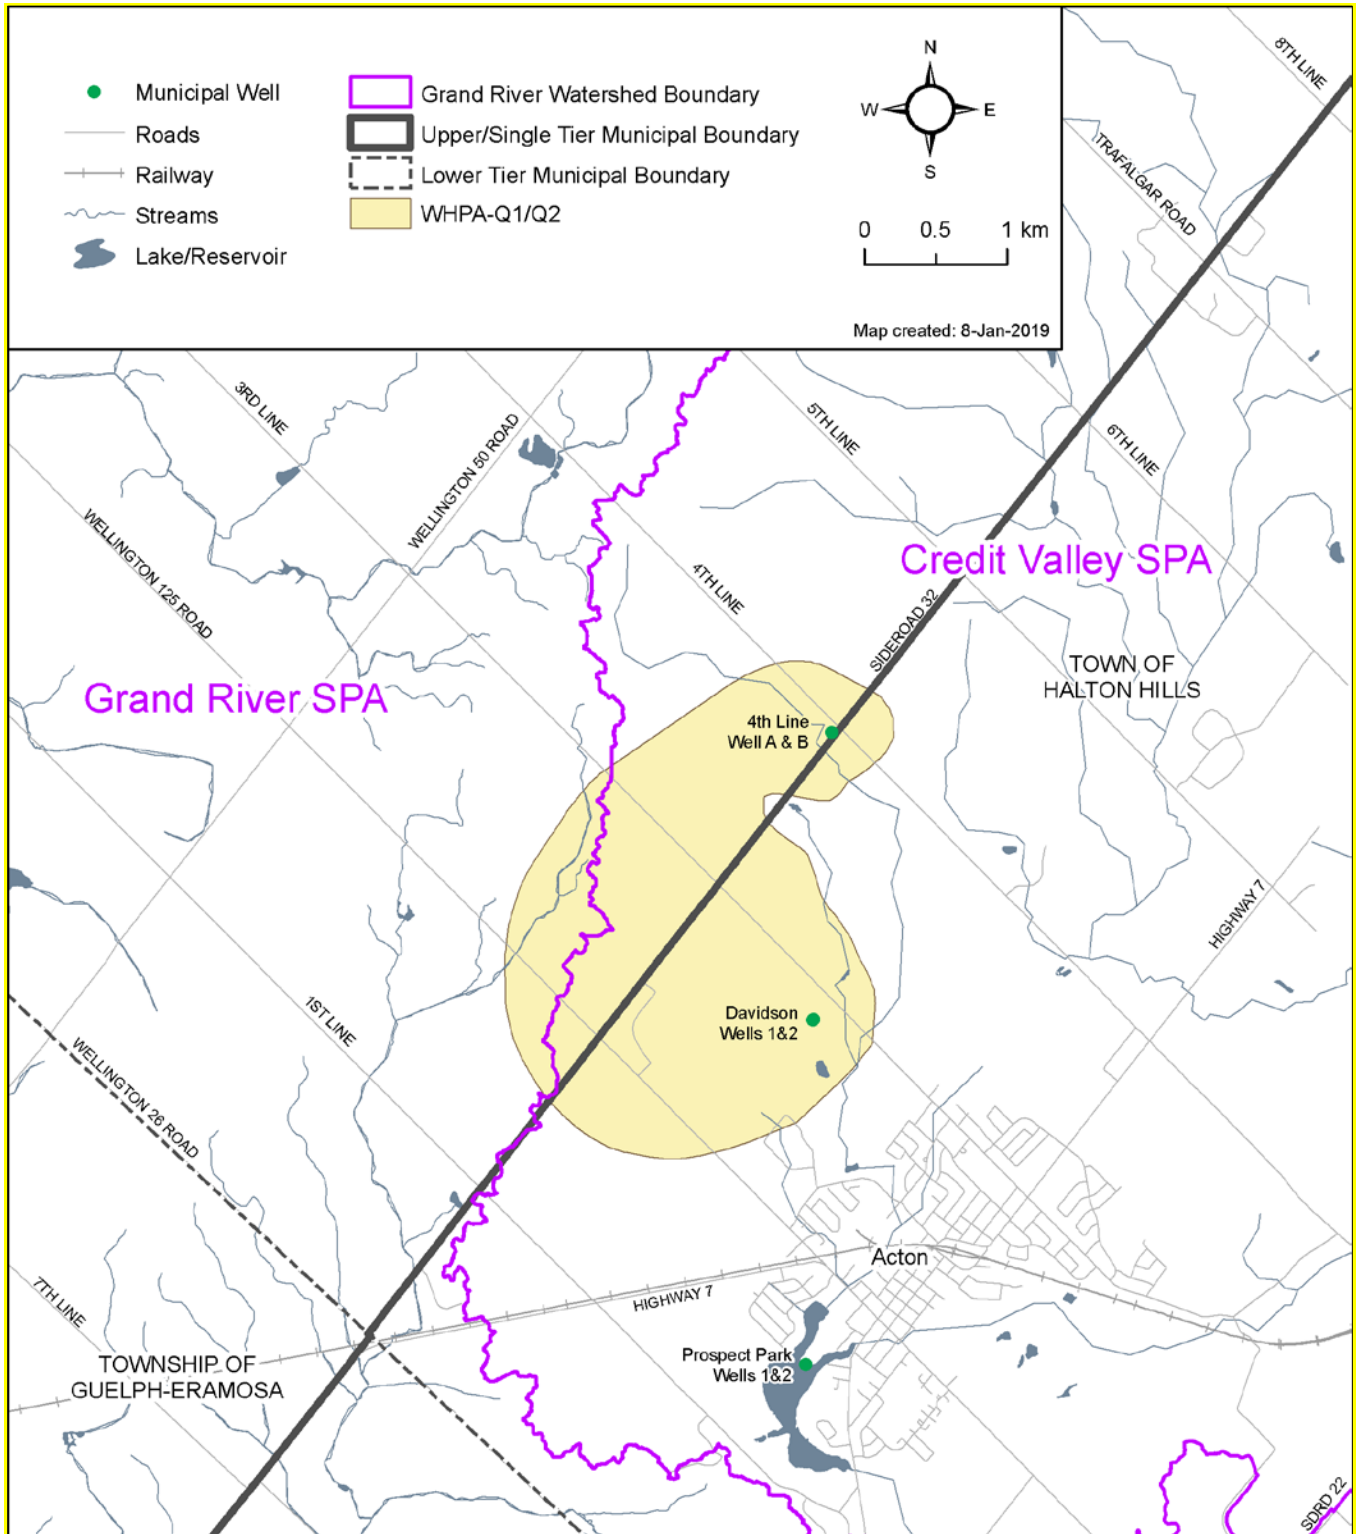 Municipal Well
Roads
Railway
Streams
Lake/Reservoir
Grand River Watershed Boundary
Upper/Single Tier Municipal Boundary
Lower Tier Municipal Boundary
WHPA-Q1/Q2
N
W
E
S
0
0.5
1 km
Map created: 8-Jan-2019
8TH LINE
TRAFALGAR ROAD
3RD LINE
WELLINGTON 50 ROAD
5TH LINE
6TH LINE
WELLINGTON 125 ROAD
4TH LINE
Credit Valley SPA
SIDEROAD 32
TOWN OF
HALTON HILLS
Grand River SPA
4th Line
Well A & B
HIGHWAY 7
1ST LINE
Davidson
Wells 1&2
WELLINGTON 26 ROAD
Acton
7TH LINE
HIGHWAY 7
TOWNSHIP OF
GUELPH-ERAMOSA
Prospect Park
Wells 1&2
SDRD 22